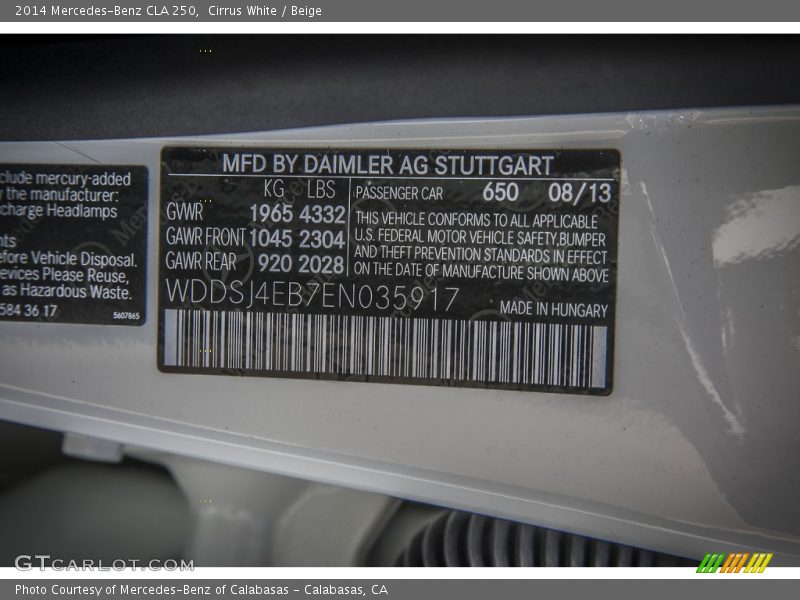 2014 Mercedes-Benz CLA 250,  Cirrus White / Beige
clude mercury-added
y the manufacturer:
charge Headlamps
nts
efore Vehicle Disposal.
evices Please Reuse,
as Hazardous Waste.
584 36 17
5607865
MFD BY DAIMLER AG STUTTGART
KG LBS
GWR 1965 4332
GAWR FRONT 1045 2304
GAWR REAR 920 2028
PASSENGER CAR 650 08/13
THIS VEHICLE CONFORMS TO ALL APPLICABLE
U.S. FEDERAL MOTOR VEHICLE SAFETY,BUMPER
AND THEFT PREVENTION STANDARDS IN EFFECT
ON THE DATE OF MANUFACTURE SHOWN ABOVE
WDDSJ4EB7EN035917
MADE IN HUNGARY
GTCARLOT.COM
Photo Courtesy of Mercedes-Benz of Calabasas - Calabasas, CA